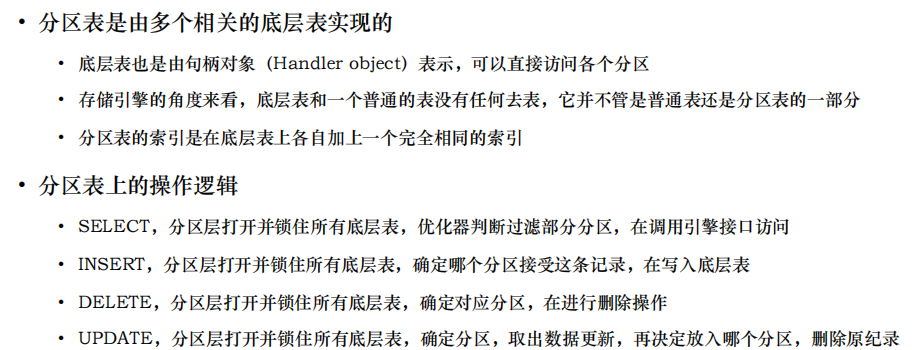 • 分区表是由多个相关的底层表实现的
• 底层表也是由句柄对象（Handler object）表示，可以直接访问各个分区
• 存储引擎的角度来看，底层表和一个普通的表没有任何去表，它并不管是普通表还是分区表的一部分
• 分区表的索引是在底层表上各自加上一个完全相同的索引
• 分区表上的操作逻辑
• SELECT，分区层打开并锁住所有底层表，优化器判断过滤部分分区，在调用引擎接口访问
• INSERT，分区层打开并锁住所有底层表，确定哪个分区接受这条记录，在写入底层表
• DELETE，分区层打开并锁住所有底层表，确定对应分区，在进行删除操作
• UPDATE，分区层打开并锁住所有底层表，确定分区，取出数据更新，再决定放入哪个分区，删除原纪录